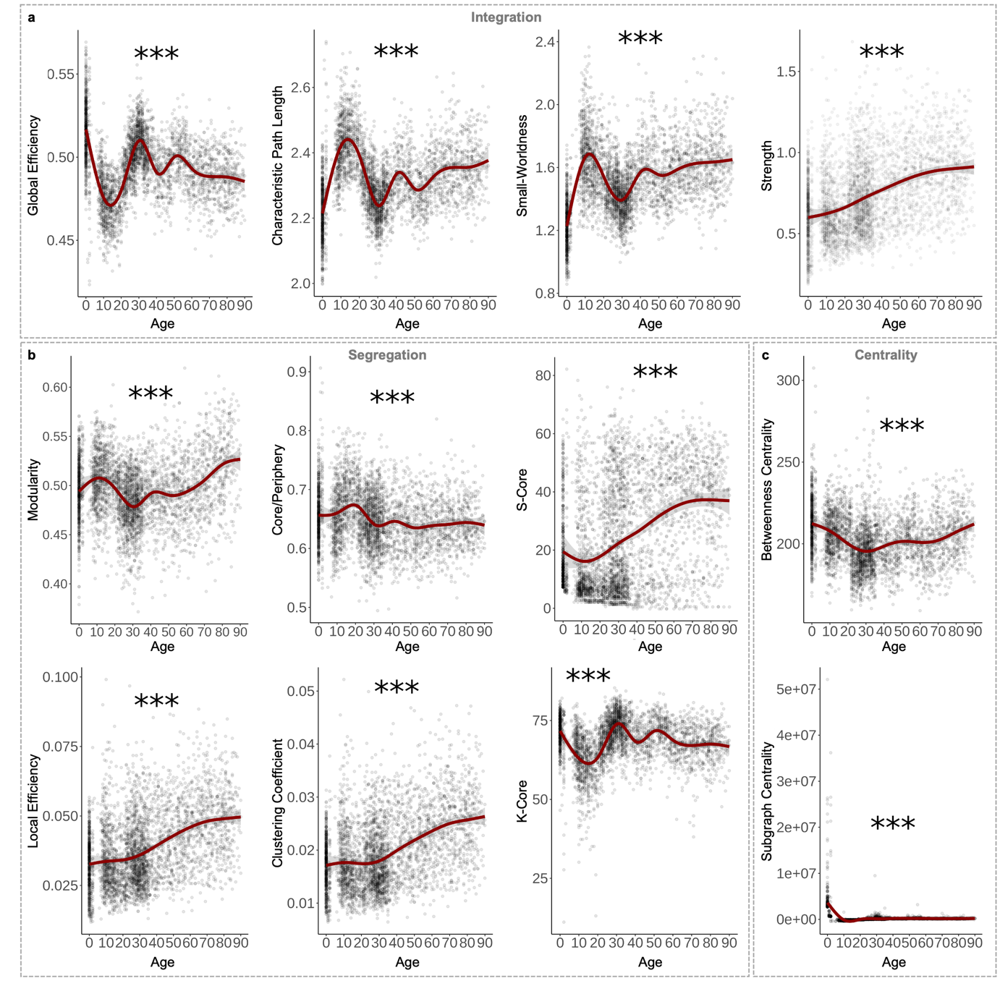 a
Integration
***
0.55
0.50
0.45
Global Efficiency
0 10 20 30 40 50 60 70 80 90
Age
***
2.6
2.4
2.2
2.0
Characteristic Path Length
0 10 20 30 40 50 60 70 80 90
Age
***
2.4
2.0
1.6
1.2
0.8
Small-Worldness
0 10 20 30 40 50 60 70 80 90
Age
***
1.5
1.0
0.5
Strength
0 10 20 30 40 50 60 70 80 90
Age
b
Segregation
***
0.60
0.55
0.50
0.45
0.40
Modularity
0 10 20 30 40 50 60 70 80 90
Age
***
0.9
0.8
0.7
0.6
0.5
Core/Periphery
0 10 20 30 40 50 60 70 80 90
Age
***
80
60
40
20
0
S-Core
0 10 20 30 40 50 60 70 80 90
Age
***
0.100
0.075
0.050
0.025
Local Efficiency
0 10 20 30 40 50 60 70 80 90
Age
***
0.05
0.04
0.03
0.02
0.01
Clustering Coefficient
0 10 20 30 40 50 60 70 80 90
Age
***
75
50
25
K-Core
0 10 20 30 40 50 60 70 80 90
Age
c
Centrality
***
300
250
200
Betweenness Centrality
0 10 20 30 40 50 60 70 80 90
Age
***
5e+07
4e+07
3e+07
2e+07
1e+07
0e+00
Subgraph Centrality
0 10 20 30 40 50 60 70 80 90
Age